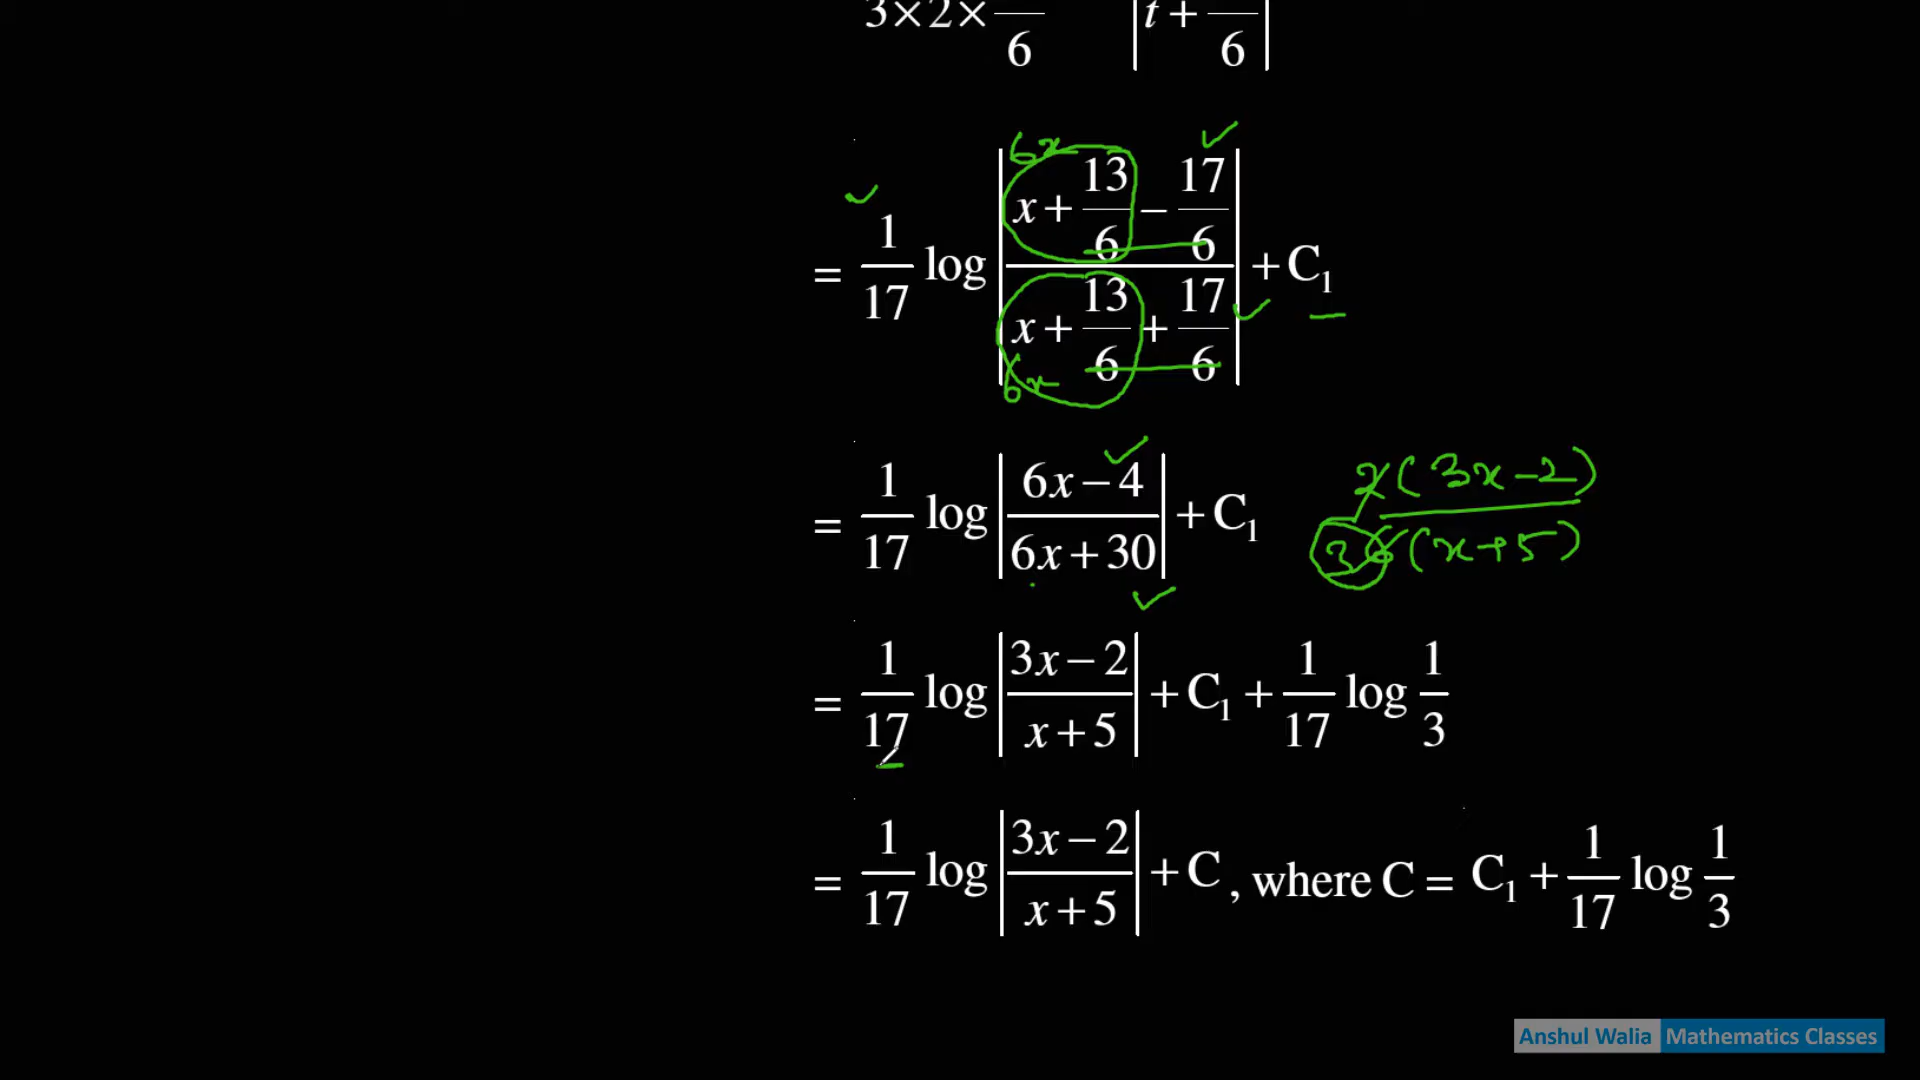 3×2× —/6 |t + —/6|
6x ✓
✓ = 1/17 log |(x + 13/6 − 17/6)/(x + 13/6 + 17/6)| + C₁ ✓
6x
= 1/17 log |(6x − 4)/(6x + 30)| + C₁ ✓ 2(3x−2)/3 6(x+5)
✓
= 1/17 log |(3x − 2)/(x + 5)| + C₁ + 1/17 log 1/3
= 1/17 log |(3x − 2)/(x + 5)| + C , where C = C₁ + 1/17 log 1/3
Anshul Walia Mathematics Classes